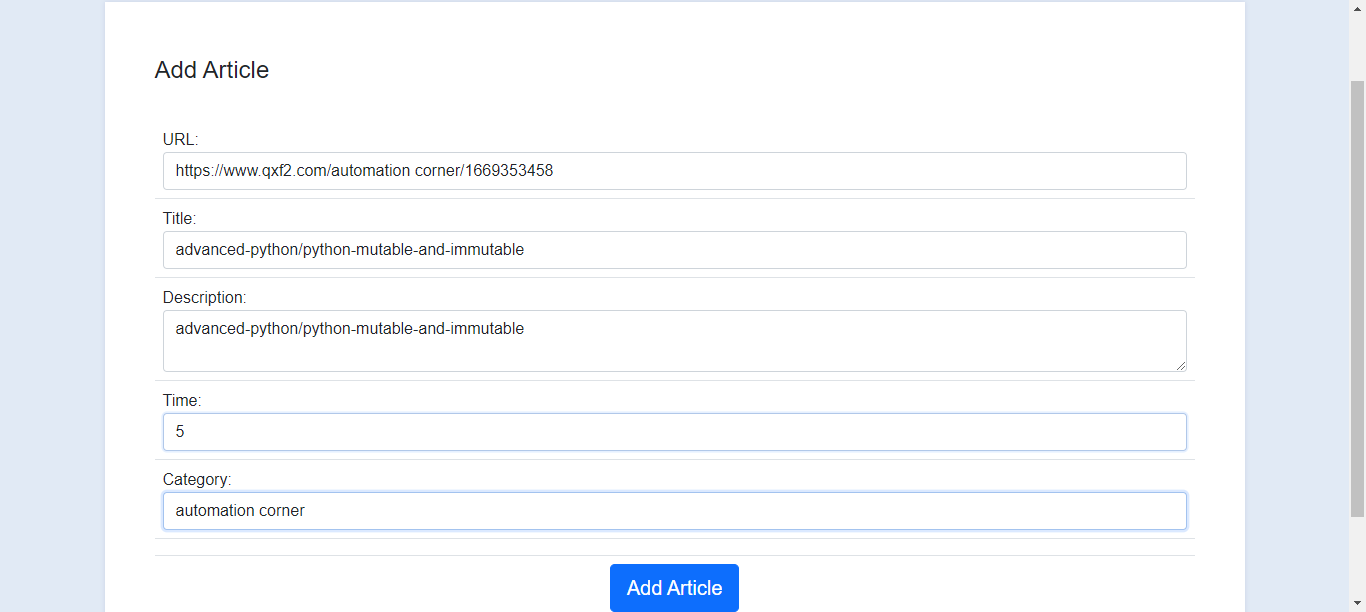 Add Article
URL:
https://www.qxf2.com/automation corner/1669353458
Title:
advanced-python/python-mutable-and-immutable
Description:
advanced-python/python-mutable-and-immutable
Time:
5
Category:
automation corner
Add Article